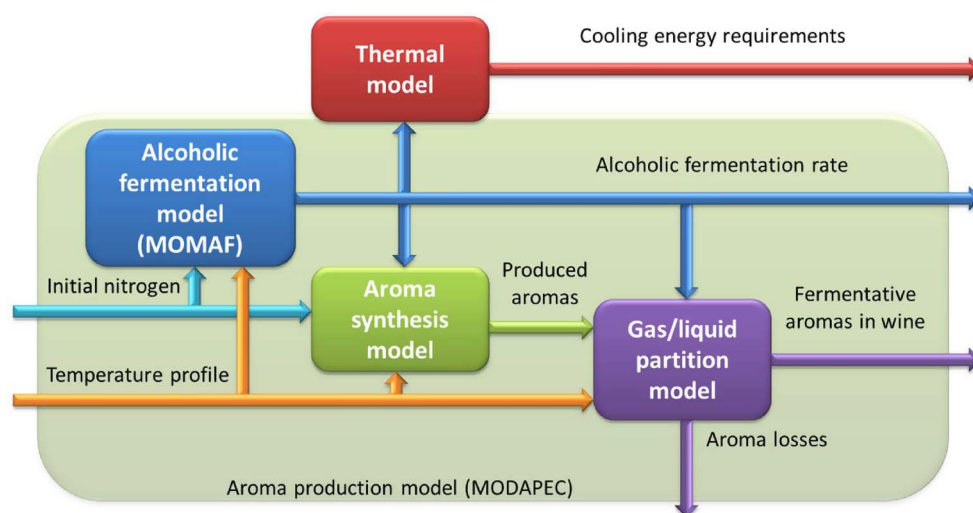 Thermal
model
Cooling energy requirements
Alcoholic
fermentation
model
(MOMAF)
Alcoholic fermentation rate
Initial nitrogen
Aroma
synthesis
model
Produced
aromas
Gas/liquid
partition
model
Fermentative
aromas in wine
Temperature profile
Aroma losses
Aroma production model (MODAPEC)